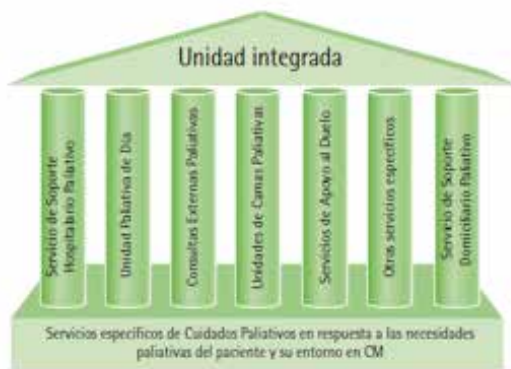 Unidad integrada
Servicio de Soporte
Hospitalario Paliativo
Unidad Paliativa de Día
Consultas Externas Paliativas
Unidades de Camas Paliativas
Servicios de Apoyo al Duelo
Otros servicios específicos
Servicio de Soporte
Domiciliario Paliativo
Servicios específicos de Cuidados Paliativos en respuesta a las necesidades
paliativas del paciente y su entorno en CM